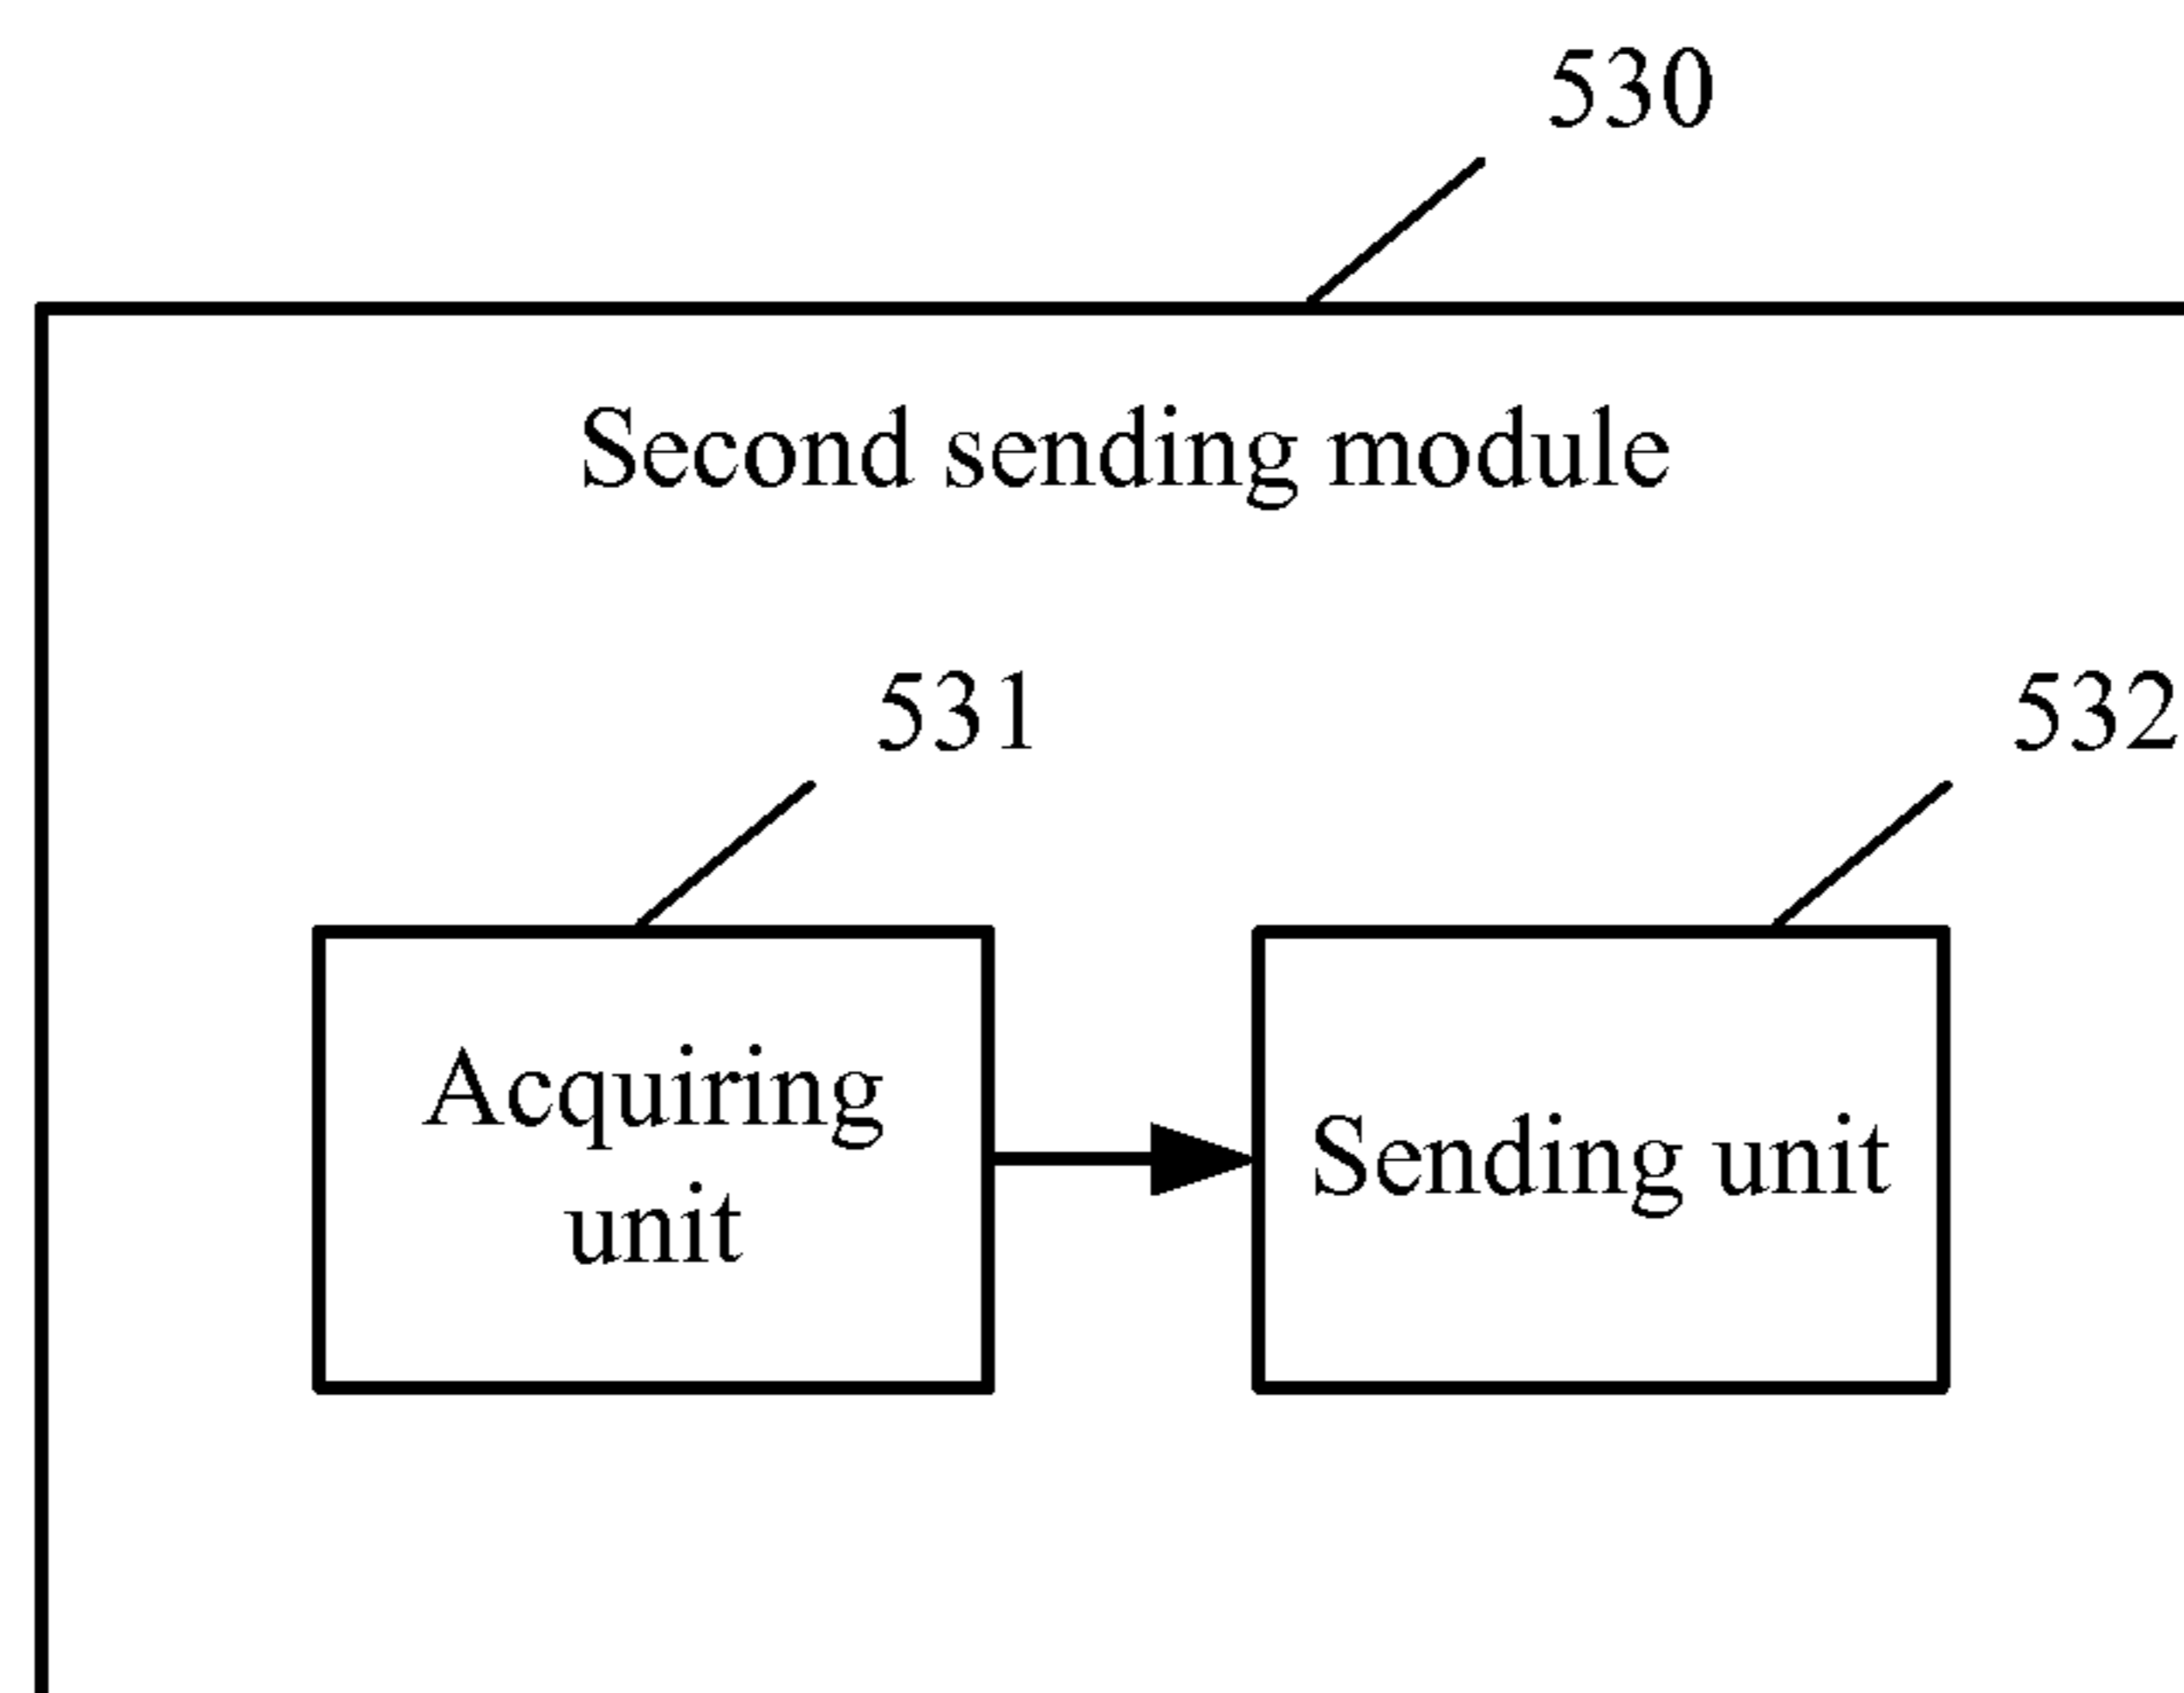 530
Second sending module
531
532
Acquiring
unit
Sending unit